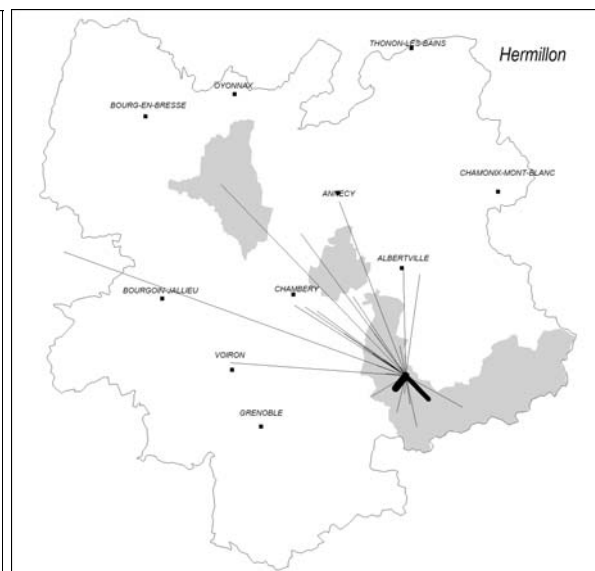 THONON-LES-BAINS
Hermillon
OYONNAX
BOURG-EN-BRESSE
CHAMONIX-MONT-BLANC
ANNECY
ALBERTVILLE
CHAMBERY
BOURGOIN-JALLIEU
VOIRON
GRENOBLE